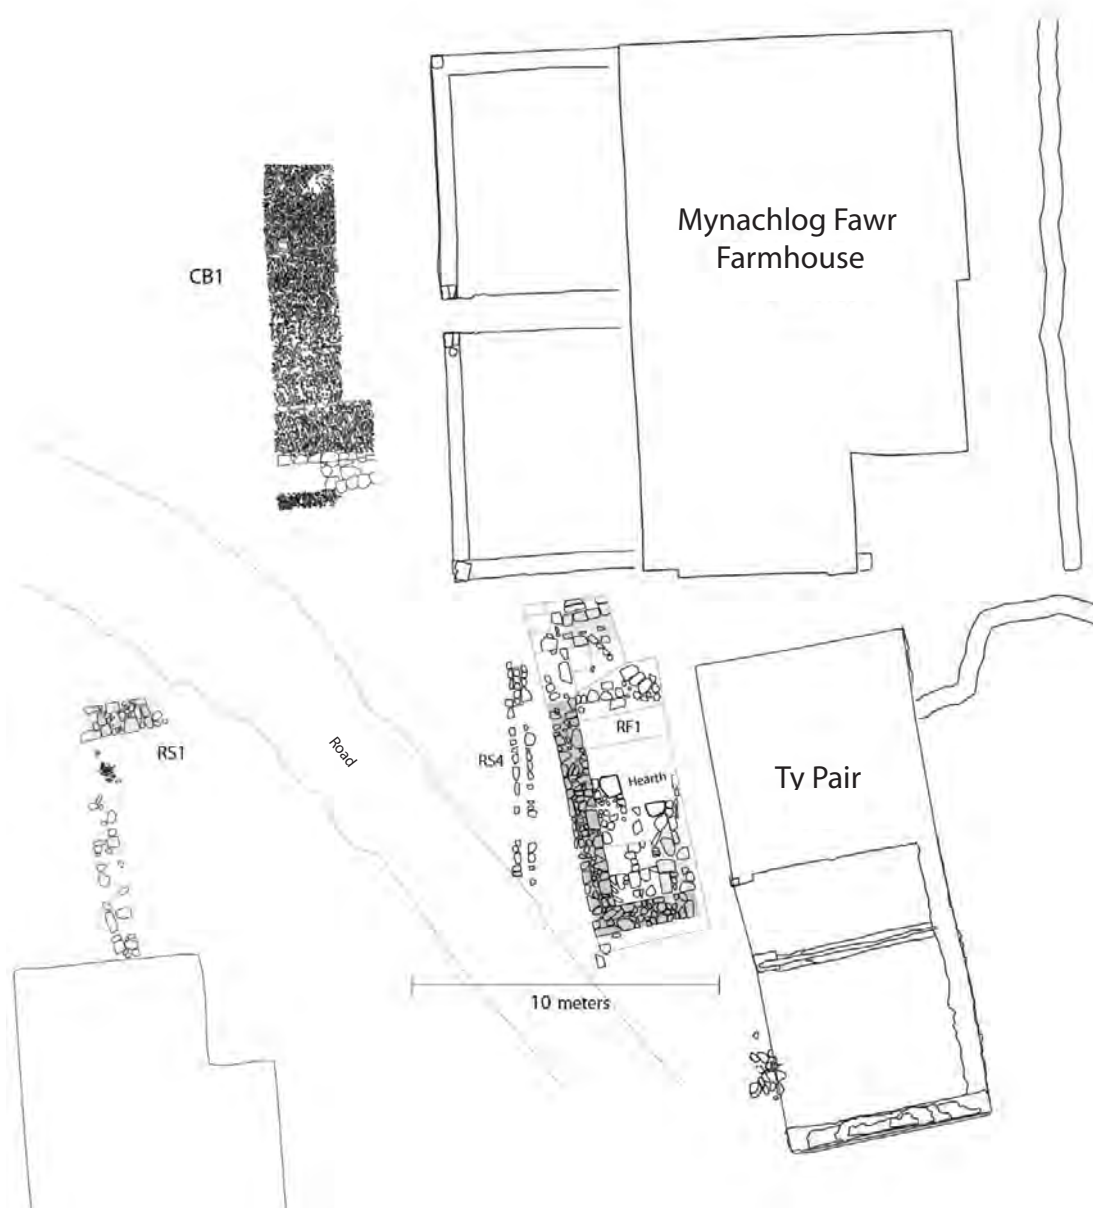 Mynachlog Fawr
Farmhouse
CB1
RS1
Road
RS4
RF1
Hearth
Ty Pair
10 meters